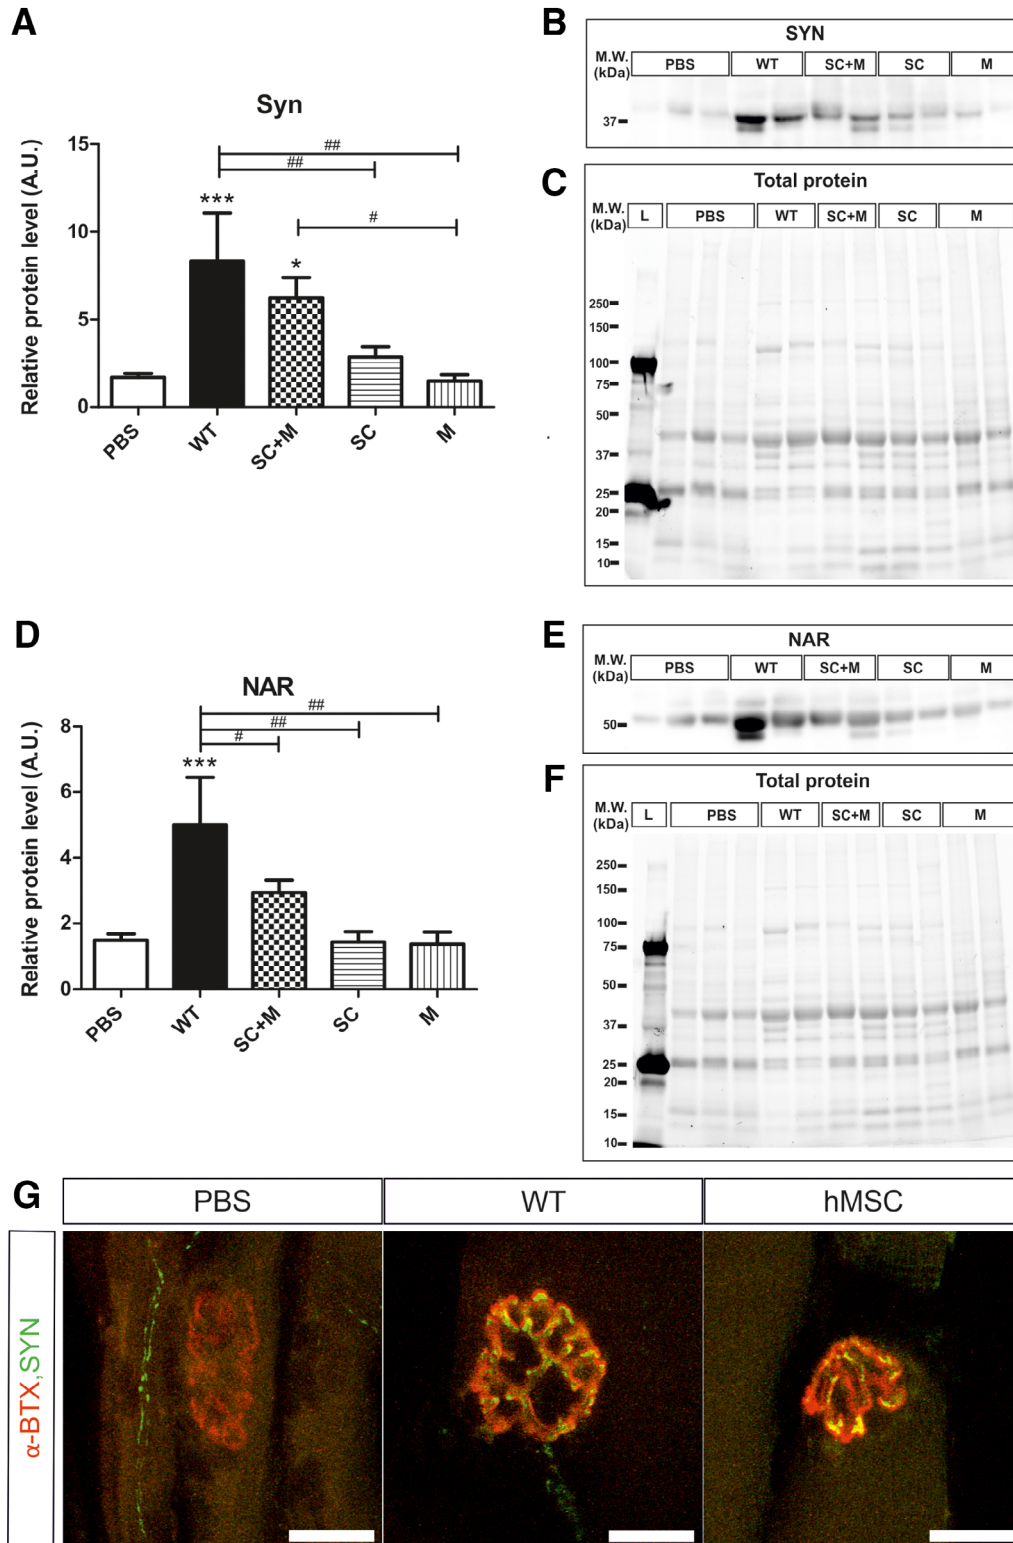 A
Syn
Relative protein level (A.U.)
15
10
5
0
##
##
#
***
*
PBS
WT
SC+M
SC
M
B
SYN
M.W.
(kDa)
PBS
WT
SC+M
SC
M
37
C
Total protein
M.W.
(kDa)
L
PBS
WT
SC+M
SC
M
250
150
100
75
50
37
25
20
15
10
D
NAR
Relative protein level (A.U.)
8
6
4
2
0
##
##
#
***
PBS
WT
SC+M
SC
M
E
NAR
M.W.
(kDa)
PBS
WT
SC+M
SC
M
50
F
Total protein
M.W.
(kDa)
L
PBS
WT
SC+M
SC
M
250
150
100
75
50
37
25
20
15
10
G
PBS
WT
hMSC
α-BTX,SYN